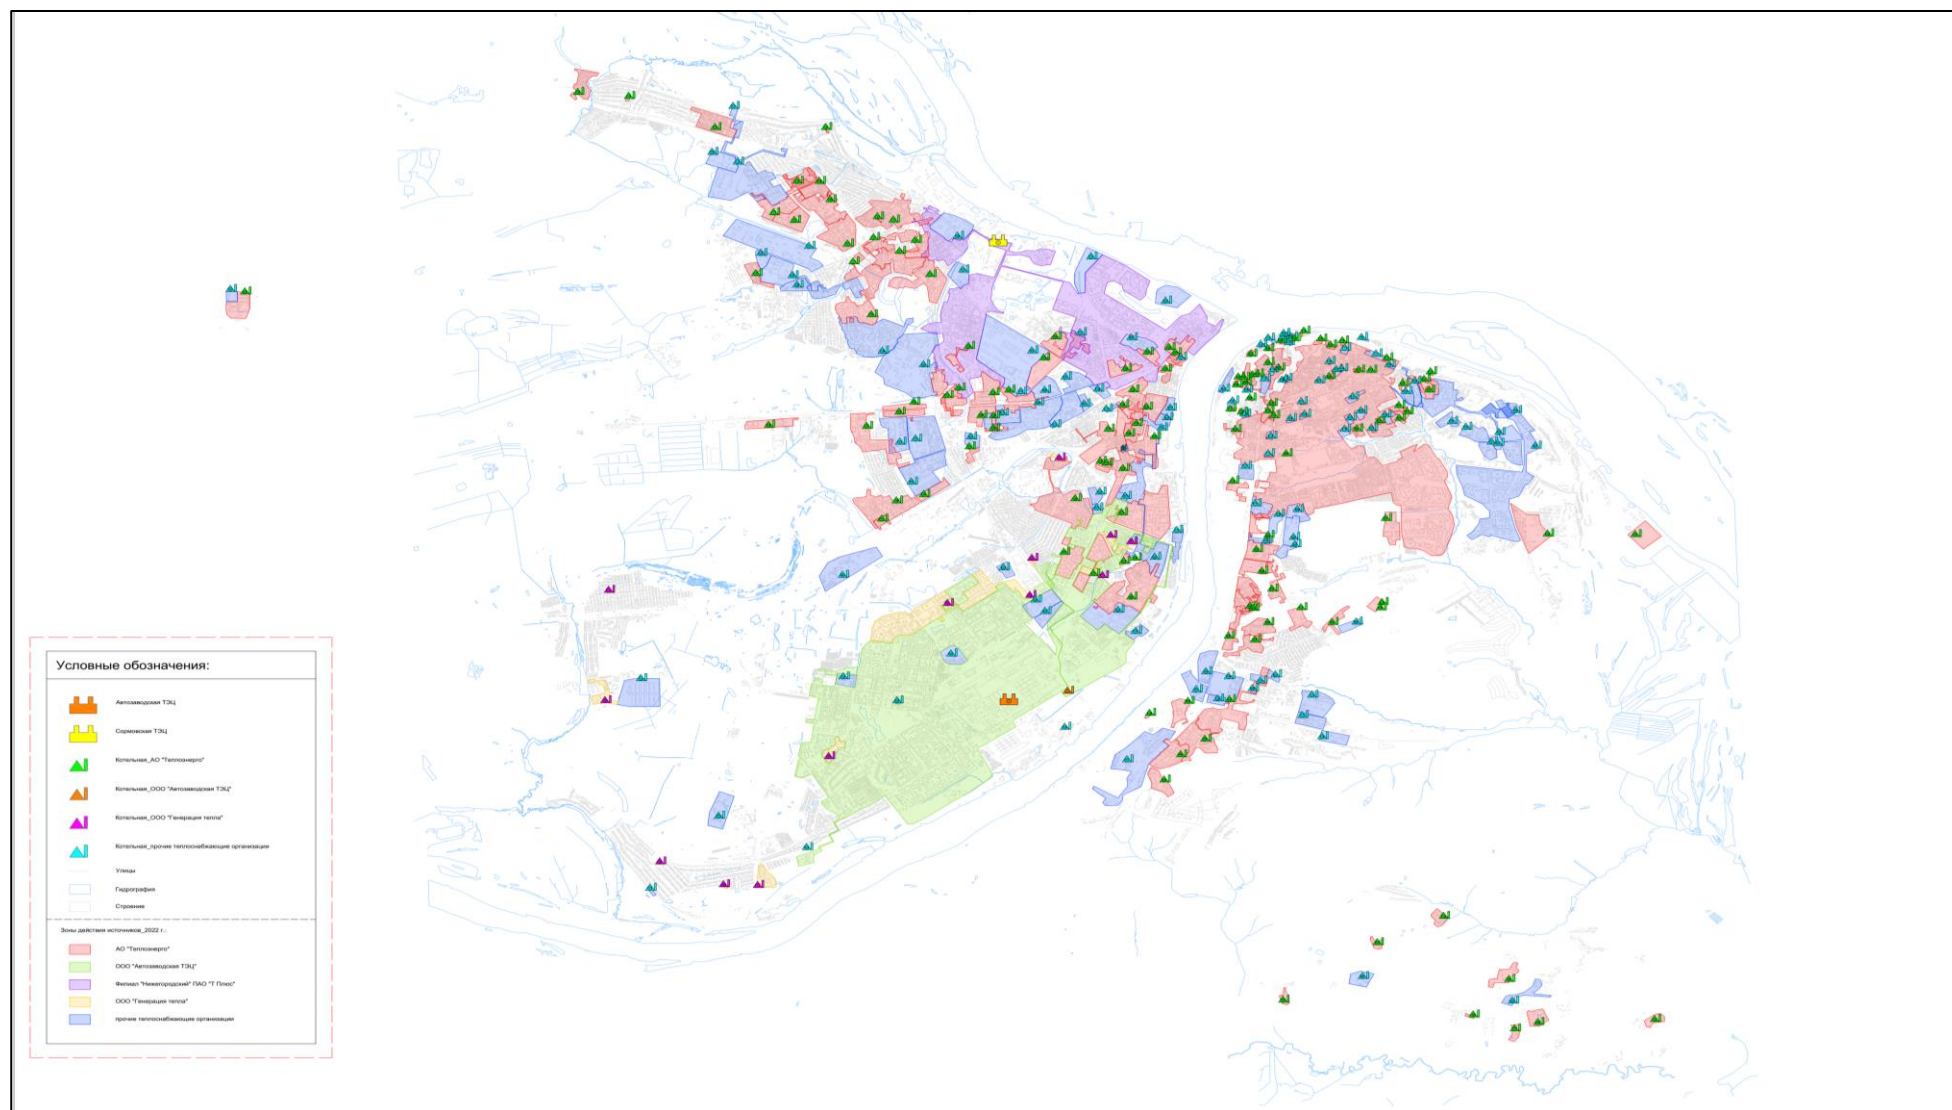 Условные обозначения:
Автозаводская ТЭЦ
Сормовская ТЭЦ
Котельная_АО "Теплоэнерго"
Котельная_ООО "Автозаводская ТЭЦ"
Котельная_ООО "Генерация тепла"
Котельная_прочие теплоснабжающие организации
Улицы
Гидрография
Строение
Зоны действия источников_2022 г.:
АО "Теплоэнерго"
ООО "Автозаводская ТЭЦ"
Филиал "Нижегородский" ПАО "Т Плюс"
ООО "Генерация тепла"
прочие теплоснабжающие организации